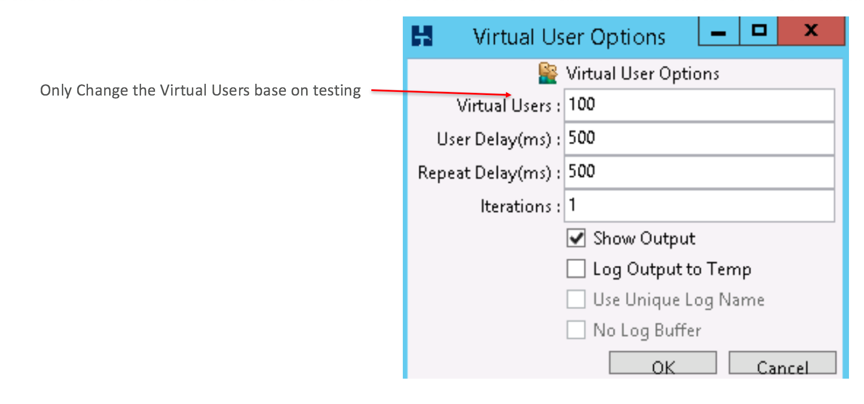 Virtual User Options
Virtual User Options
Only Change the Virtual Users base on testing
Virtual Users : 100
User Delay(ms) : 500
Repeat Delay(ms) : 500
Iterations : 1
Show Output
Log Output to Temp
Use Unique Log Name
No Log Buffer
OK Cancel